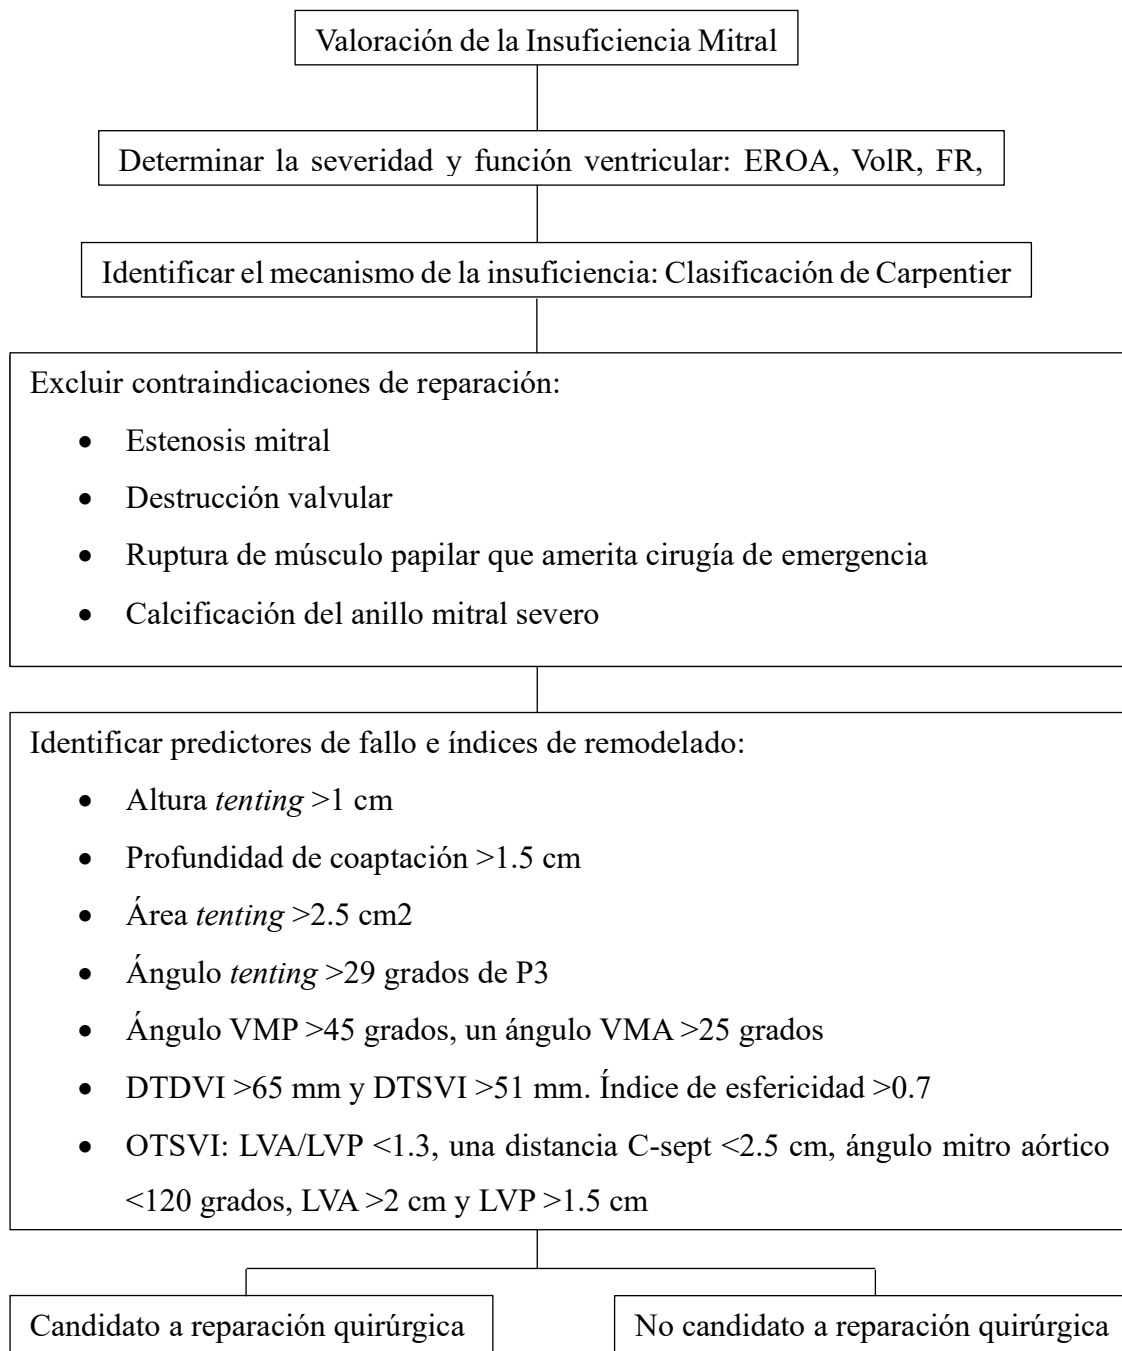 Valoración de la Insuficiencia Mitral
Determinar la severidad y función ventricular: EROA, VolR, FR,
Identificar el mecanismo de la insuficiencia: Clasificación de Carpentier
Excluir contraindicaciones de reparación:
• Estenosis mitral
• Destrucción valvular
• Ruptura de músculo papilar que amerita cirugía de emergencia
• Calcificación del anillo mitral severo
Identificar predictores de fallo e índices de remodelado:
• Altura tenting >1 cm
• Profundidad de coaptación >1.5 cm
• Área tenting >2.5 cm2
• Ángulo tenting >29 grados de P3
• Ángulo VMP >45 grados, un ángulo VMA >25 grados
• DTDVI >65 mm y DTSVI >51 mm. Índice de esfericidad >0.7
• OTSVI: LVA/LVP <1.3, una distancia C-sept <2.5 cm, ángulo mitro aórtico
<120 grados, LVA >2 cm y LVP >1.5 cm
Candidato a reparación quirúrgica
No candidato a reparación quirúrgica